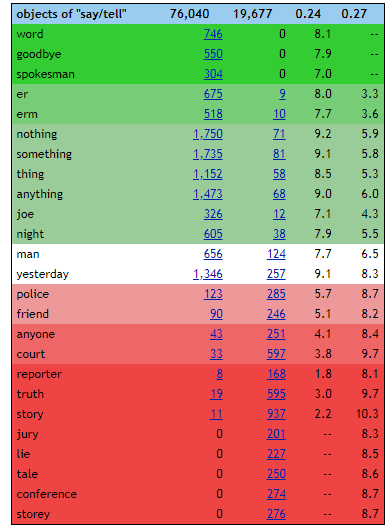 objects of "say/tell" 76,040 19,677 0.24 0.27
word 746 0 8.1 --
goodbye 550 0 7.9 --
spokesman 304 0 7.0 --
er 675 9 8.0 3.3
erm 518 10 7.7 3.6
nothing 1,750 71 9.2 5.9
something 1,735 81 9.1 5.8
thing 1,152 58 8.5 5.3
anything 1,473 68 9.0 6.0
joe 326 12 7.1 4.3
night 605 38 7.9 5.5
man 656 124 7.7 6.5
yesterday 1,346 257 9.1 8.3
police 123 285 5.7 8.7
friend 90 246 5.1 8.2
anyone 43 251 4.1 8.4
court 33 597 3.8 9.7
reporter 8 168 1.8 8.1
truth 19 595 3.0 9.7
story 11 937 2.2 10.3
jury 0 201 -- 8.3
lie 0 227 -- 8.5
tale 0 250 -- 8.6
conference 0 274 -- 8.7
storey 0 276 -- 8.7